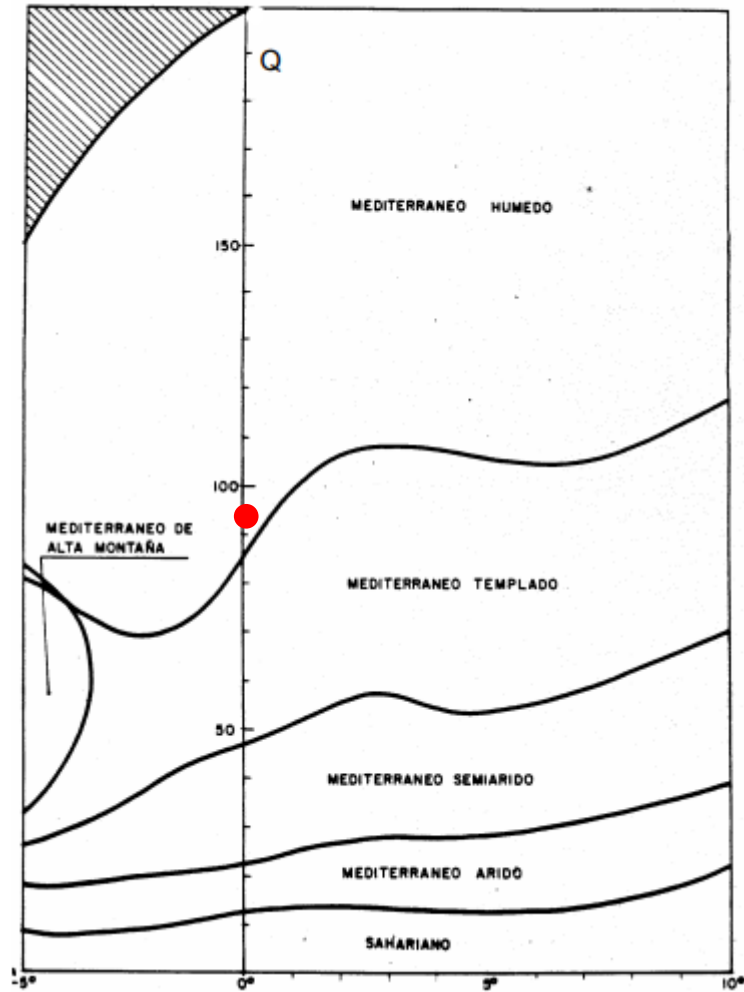 Q
MEDITERRANEO HUMEDO
150
100
MEDITERRANEO DE
ALTA MONTAÑA
MEDITERRANEO TEMPLADO
50
MEDITERRANEO SEMIARIDO
MEDITERRANEO ARIDO
SAHARIANO
-5° 0° 5° 10°